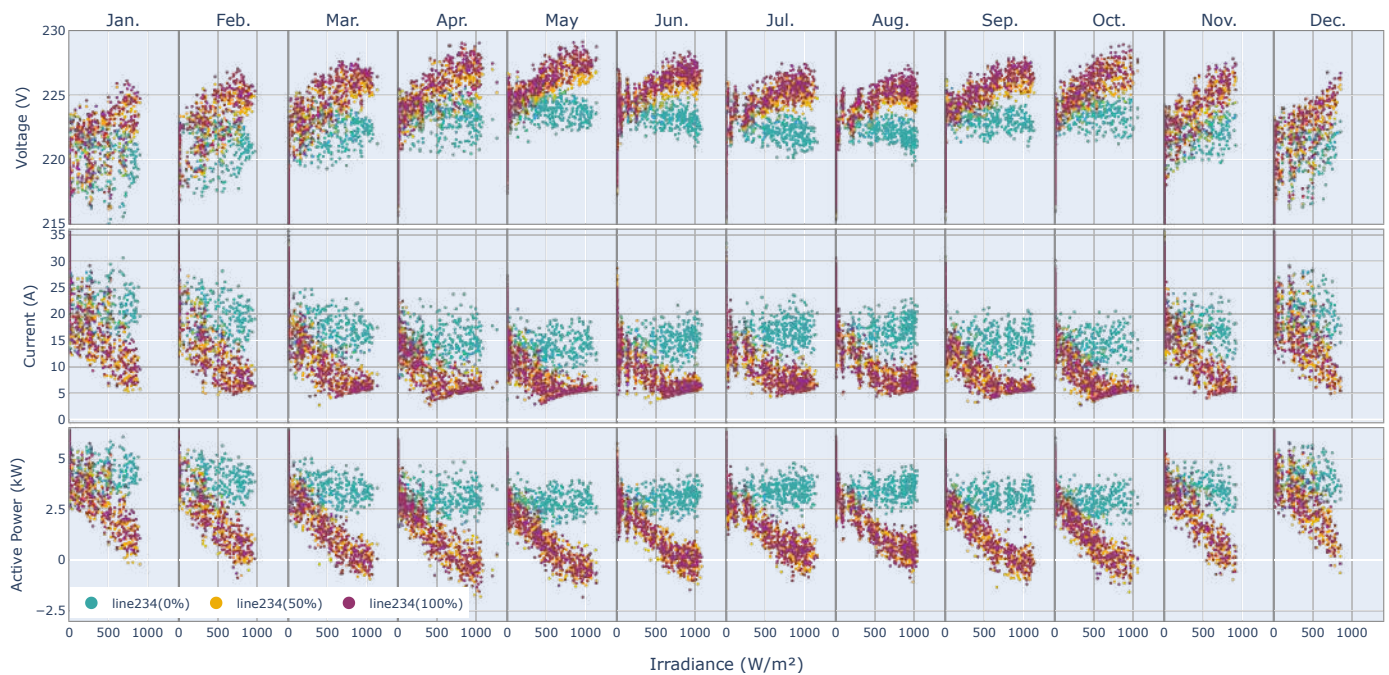 Jan. Feb. Mar. Apr. May Jun. Jul. Aug. Sep. Oct. Nov. Dec.
230
225
220
215
Voltage (V)
35
30
25
20
15
10
5
0
Current (A)
5
2.5
0
−2.5
Active Power (kW)
line234(0%) line234(50%) line234(100%)
0 500 1000 0 500 1000 0 500 1000 0 500 1000 0 500 1000 0 500 1000 0 500 1000 0 500 1000 0 500 1000 0 500 1000 0 500 1000 0 500 1000
Irradiance (W/m²)